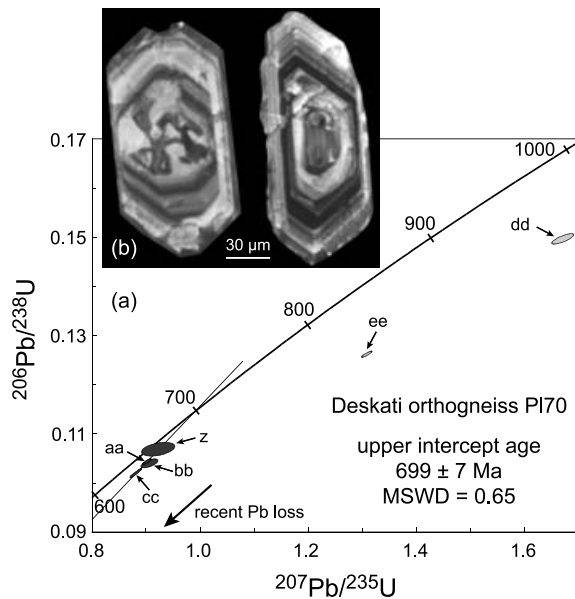 (b)
30 µm
(a)
0.17
0.15
0.13
0.11
0.09
206Pb/238U
1000
900
800
700
600
dd
ee
z
aa
bb
cc
Deskati orthogneiss Pl70
upper intercept age
699 ± 7 Ma
MSWD = 0.65
recent Pb loss
0.8
1.0
1.2
1.4
1.6
207Pb/235U